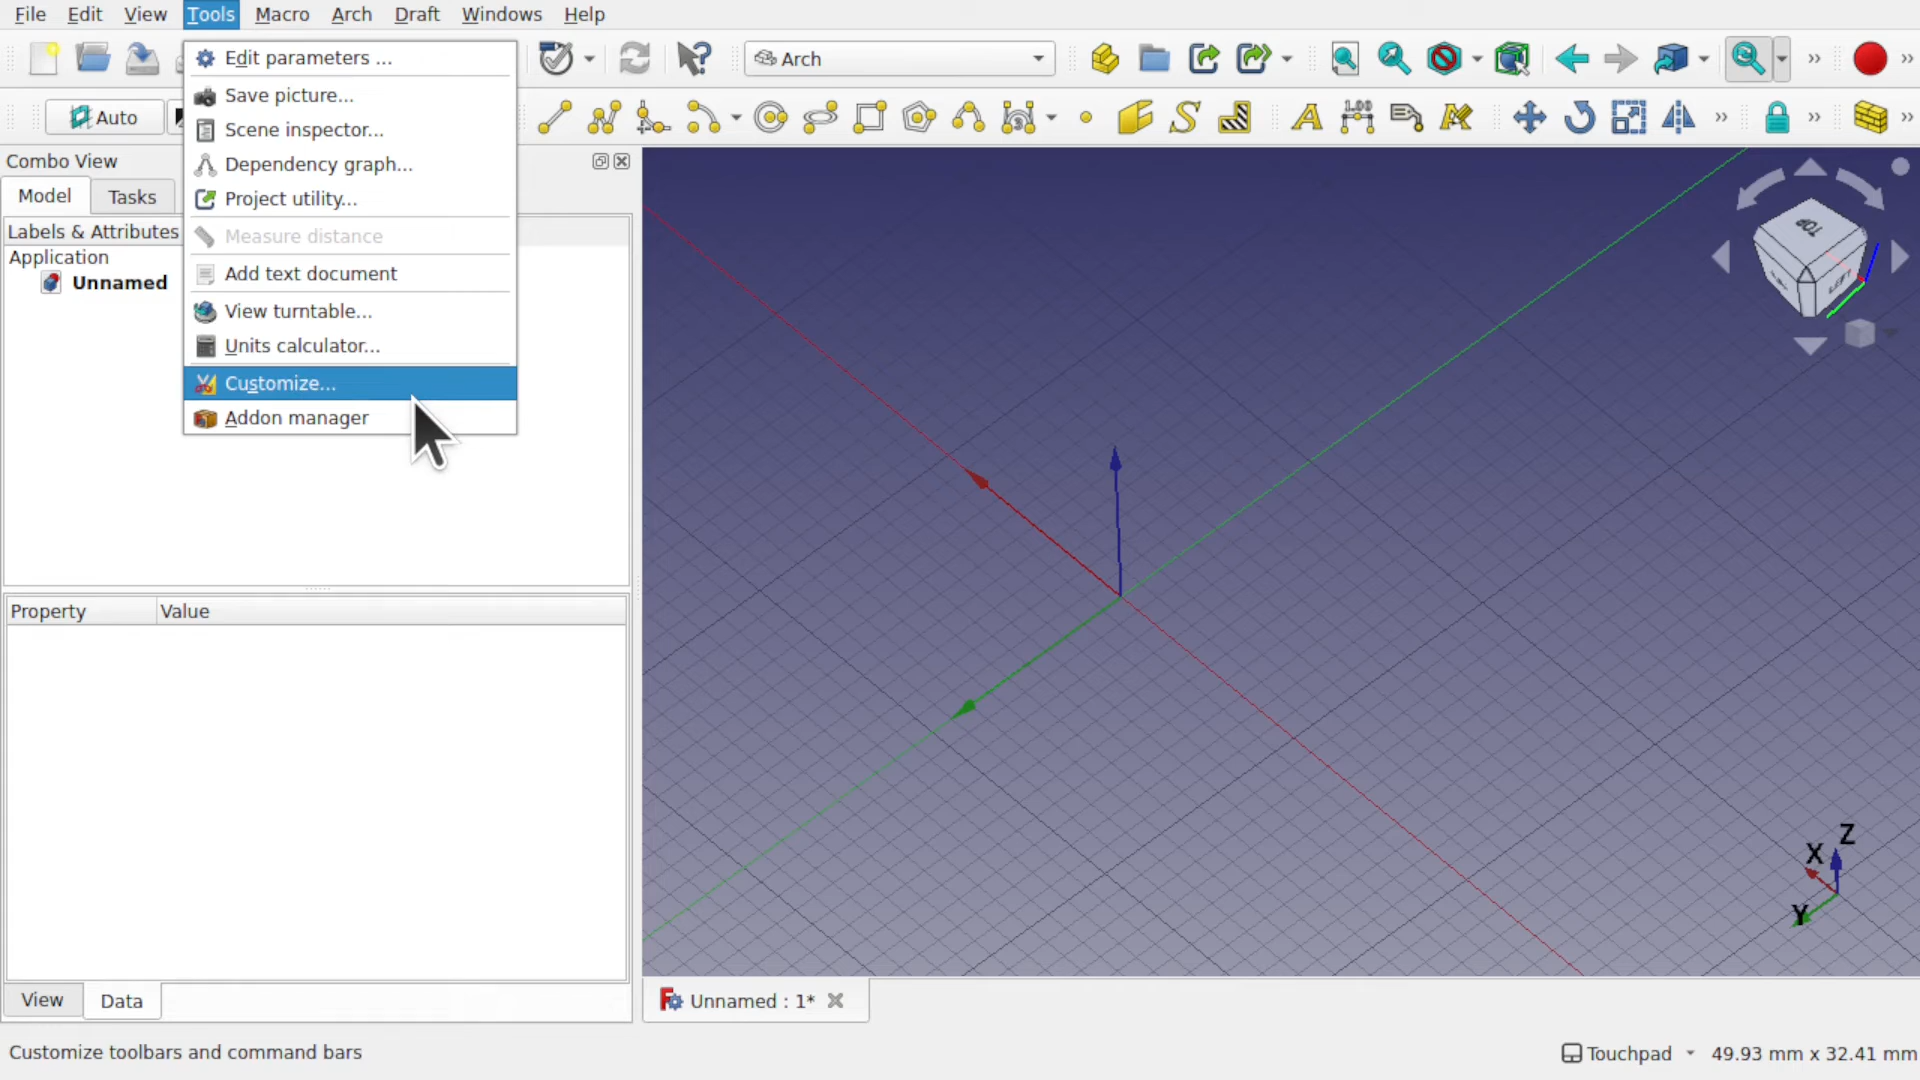 File Edit View Tools Macro Arch Draft Windows Help
Edit parameters ...
Arch
Save picture...
Auto
Scene inspector...
Combo View
Dependency graph...
Model Tasks
Project utility...
Labels & Attributes
Measure distance
Application
Unnamed
Add text document
View turntable...
Units calculator...
Customize...
Addon manager
TOP
Property Value
Z
X
Y
View Data
Unnamed : 1*
Customize toolbars and command bars
Touchpad
49.93 mm x 32.41 mm